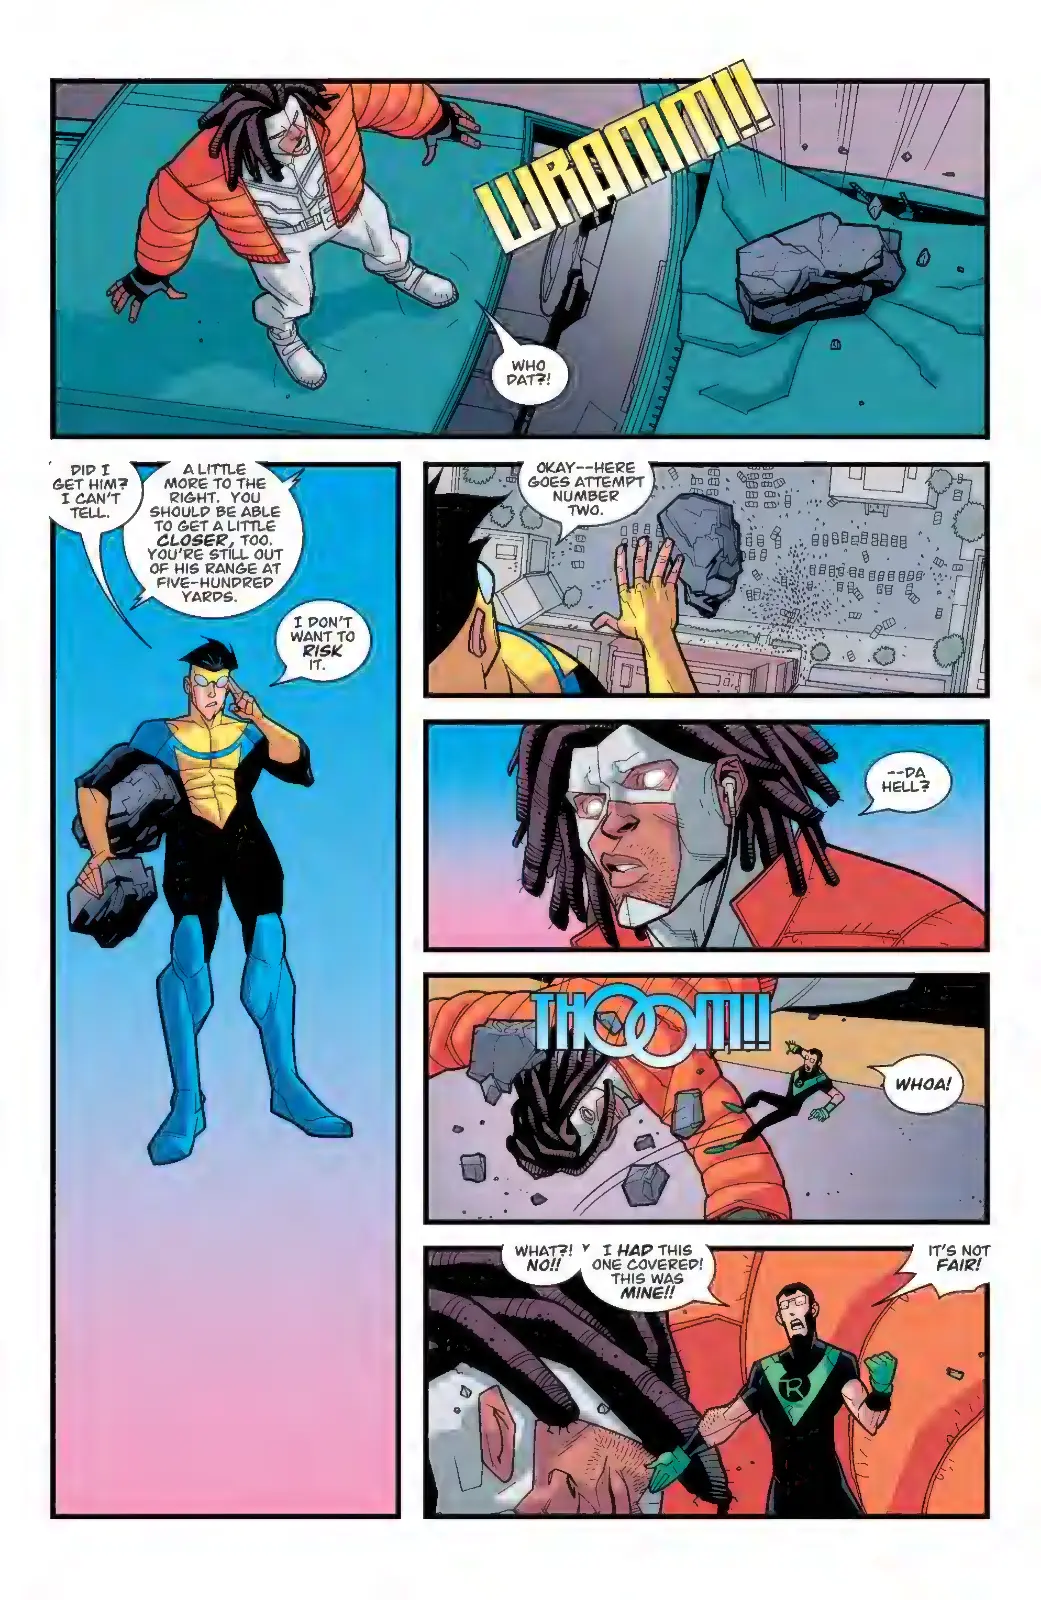 WRAMM!!
WHO
DAT?!
DID I
GET HIM?
I CAN'T
TELL.
A LITTLE
MORE TO THE
RIGHT. YOU
SHOULD BE ABLE
TO GET A LITTLE
CLOSER, TOO.
YOU'RE STILL OUT
OF HIS RANGE AT
FIVE-HUNDRED
YARDS.
I DON'T
WANT TO
RISK
IT.
OKAY--HERE
GOES ATTEMPT
NUMBER
TWO.
--DA
HELL?
THOOOM!!
WHOA!
WHAT?!
NO!!
I HAD THIS
ONE COVERED!
THIS WAS
MINE!!
IT'S NOT
FAIR!
R